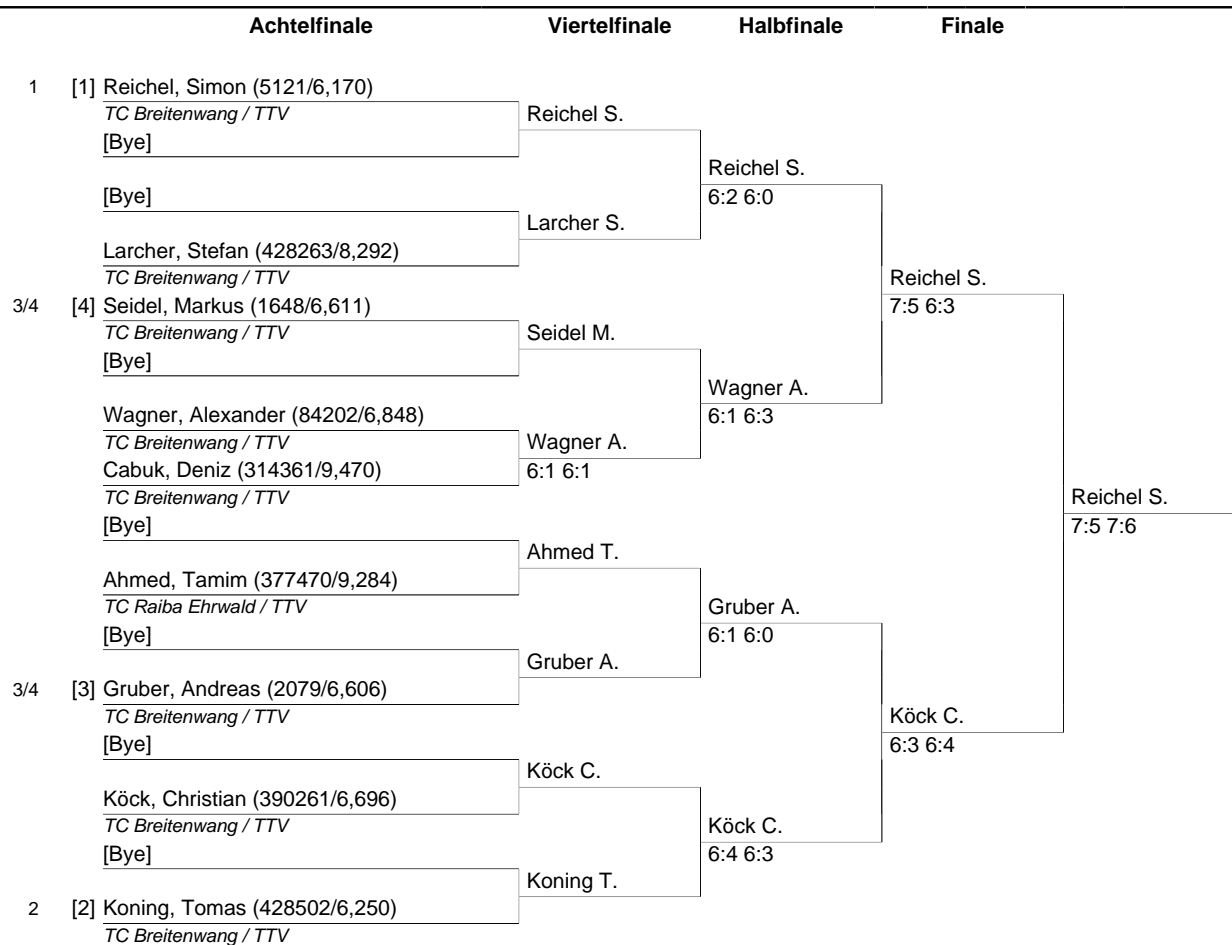 Achtelfinale Viertelfinale Halbfinale Finale
1 [1] Reichel, Simon (5121/6,170)
TC Breitenwang / TTV Reichel S.
[Bye]
Reichel S.
[Bye] 6:2 6:0
Larcher S.
Larcher, Stefan (428263/8,292)
TC Breitenwang / TTV Reichel S.
3/4 [4] Seidel, Markus (1648/6,611) 7:5 6:3
TC Breitenwang / TTV Seidel M.
[Bye]
Wagner A.
Wagner, Alexander (84202/6,848) 6:1 6:3
TC Breitenwang / TTV Wagner A.
Cabuk, Deniz (314361/9,470) 6:1 6:1
TC Breitenwang / TTV Reichel S.
[Bye] 7:5 7:6
Ahmed T.
Ahmed, Tamim (377470/9,284)
TC Raiba Ehrwald / TTV Gruber A.
[Bye] 6:1 6:0
Gruber A.
3/4 [3] Gruber, Andreas (2079/6,606)
TC Breitenwang / TTV Köck C.
[Bye] 6:3 6:4
Köck C.
Köck, Christian (390261/6,696)
TC Breitenwang / TTV Köck C.
[Bye] 6:4 6:3
Koning T.
2 [2] Koning, Tomas (428502/6,250)
TC Breitenwang / TTV